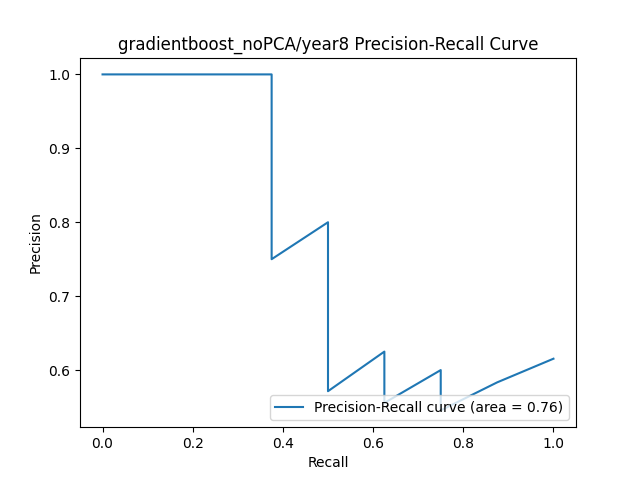 gradientboost_noPCA/year8 Precision-Recall Curve
1.0
0.9
0.8
0.7
0.6
Precision
Precision-Recall curve (area = 0.76)
0.0 0.2 0.4 0.6 0.8 1.0
Recall